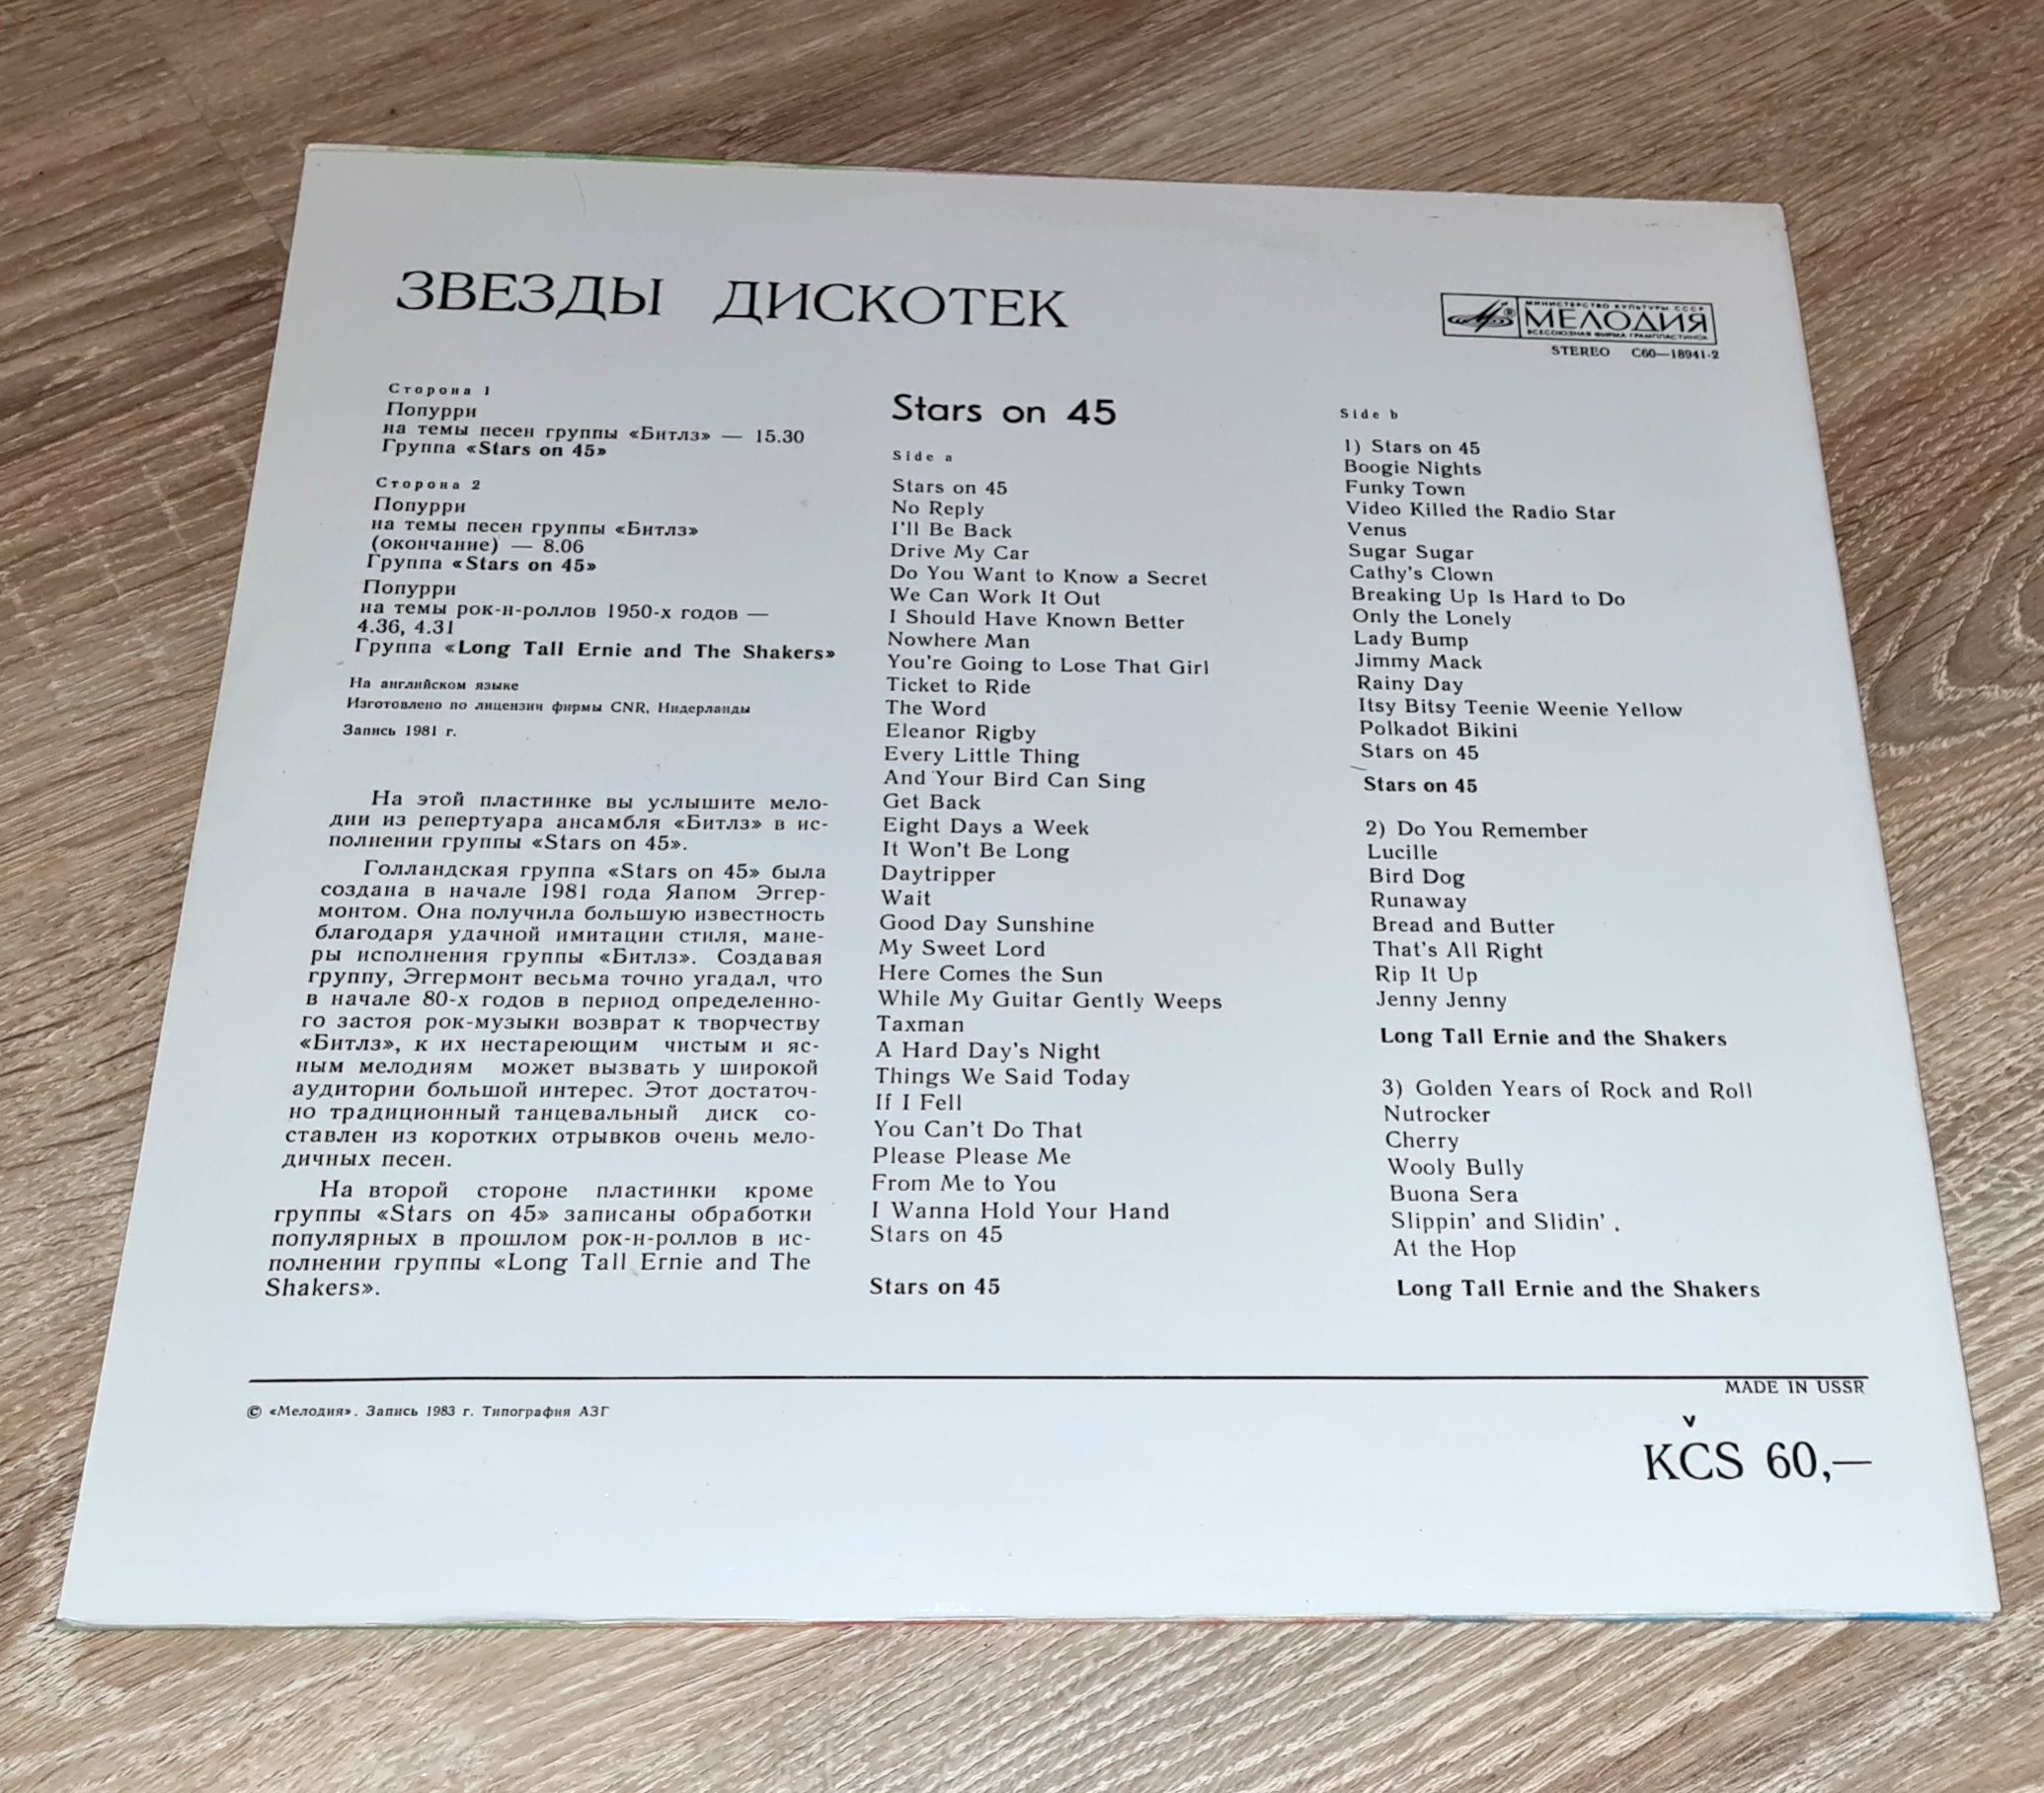 ЗВЕЗДЫ ДИСКОТЕК
МИНИСТЕРСТВО КУЛЬТУРЫ СССР
МЕЛОДИЯ
ВСЕСОЮЗНАЯ ФИРМА ГРАМПЛАСТИНОК
STEREO С60—18941-2
Сторона 1
Попурри
на темы песен группы «Битлз» — 15.30
Группа «Stars on 45»
Сторона 2
Попурри
на темы песен группы «Битлз»
(окончание) — 8.06
Группа «Stars on 45»
Попурри
на темы рок-н-роллов 1950-х годов —
4.36, 4.31
Группа «Long Tall Ernie and The Shakers»
На английском языке
Изготовлено по лицензии фирмы CNR, Нидерланды
Запись 1981 г.
На этой пластинке вы услышите мело-
дии из репертуара ансамбля «Битлз» в ис-
полнении группы «Stars on 45».
Голландская группа «Stars on 45» была
создана в начале 1981 года Яапом Эггер-
монтом. Она получила большую известность
благодаря удачной имитации стиля, мане-
ры исполнения группы «Битлз». Создавая
группу, Эггермонт весьма точно угадал, что
в начале 80-х годов в период определенно-
го застоя рок-музыки возврат к творчеству
«Битлз», к их нестареющим чистым и яс-
ным мелодиям может вызвать у широкой
аудитории большой интерес. Этот достаточ-
но традиционный танцевальный диск со-
ставлен из коротких отрывков очень мело-
дичных песен.
На второй стороне пластинки кроме
группы «Stars on 45» записаны обработки
популярных в прошлом рок-н-роллов в ис-
полнении группы «Long Tall Ernie and The
Shakers».
Stars on 45
Side a
Stars on 45
No Reply
I'll Be Back
Drive My Car
Do You Want to Know a Secret
We Can Work It Out
I Should Have Known Better
Nowhere Man
You're Going to Lose That Girl
Ticket to Ride
The Word
Eleanor Rigby
Every Little Thing
And Your Bird Can Sing
Get Back
Eight Days a Week
It Won't Be Long
Daytripper
Wait
Good Day Sunshine
My Sweet Lord
Here Comes the Sun
While My Guitar Gently Weeps
Taxman
A Hard Day's Night
Things We Said Today
If I Fell
You Can't Do That
Please Please Me
From Me to You
I Wanna Hold Your Hand
Stars on 45
Stars on 45
Side b
1) Stars on 45
Boogie Nights
Funky Town
Video Killed the Radio Star
Venus
Sugar Sugar
Cathy's Clown
Breaking Up Is Hard to Do
Only the Lonely
Lady Bump
Jimmy Mack
Rainy Day
Itsy Bitsy Teenie Weenie Yellow
Polkadot Bikini
Stars on 45
Stars on 45
2) Do You Remember
Lucille
Bird Dog
Runaway
Bread and Butter
That's All Right
Rip It Up
Jenny Jenny
Long Tall Ernie and the Shakers
3) Golden Years of Rock and Roll
Nutrocker
Cherry
Wooly Bully
Buona Sera
Slippin' and Slidin'.
At the Hop
Long Tall Ernie and the Shakers
MADE IN USSR
© «Мелодия». Запись 1983 г. Типография АЗГ
KČS 60,—